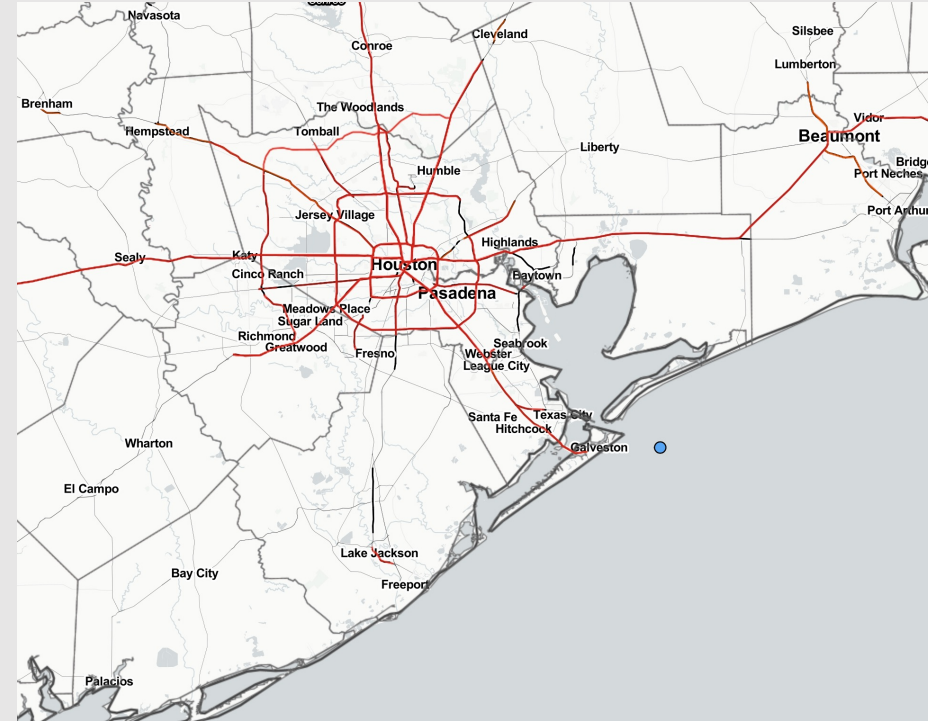 Navasota
Conroe
Cleveland
Silsbee
Lumberton
Brenham
The Woodlands
Hempstead
Tomball
Vidor
Beaumont
Liberty
Humble
Port Neches
Jersey Village
Highlands
Sealy
Katy
Houston
Cinco Ranch
Baytown
Pasadena
Meadows Place
Sugar Land
Richmond
Greatwood
Fresno
Seabrook
Webster
League City
Santa Fe
Texas City
Hitchcock
Wharton
Galveston
El Campo
Lake Jackson
Bay City
Freeport
Palacios